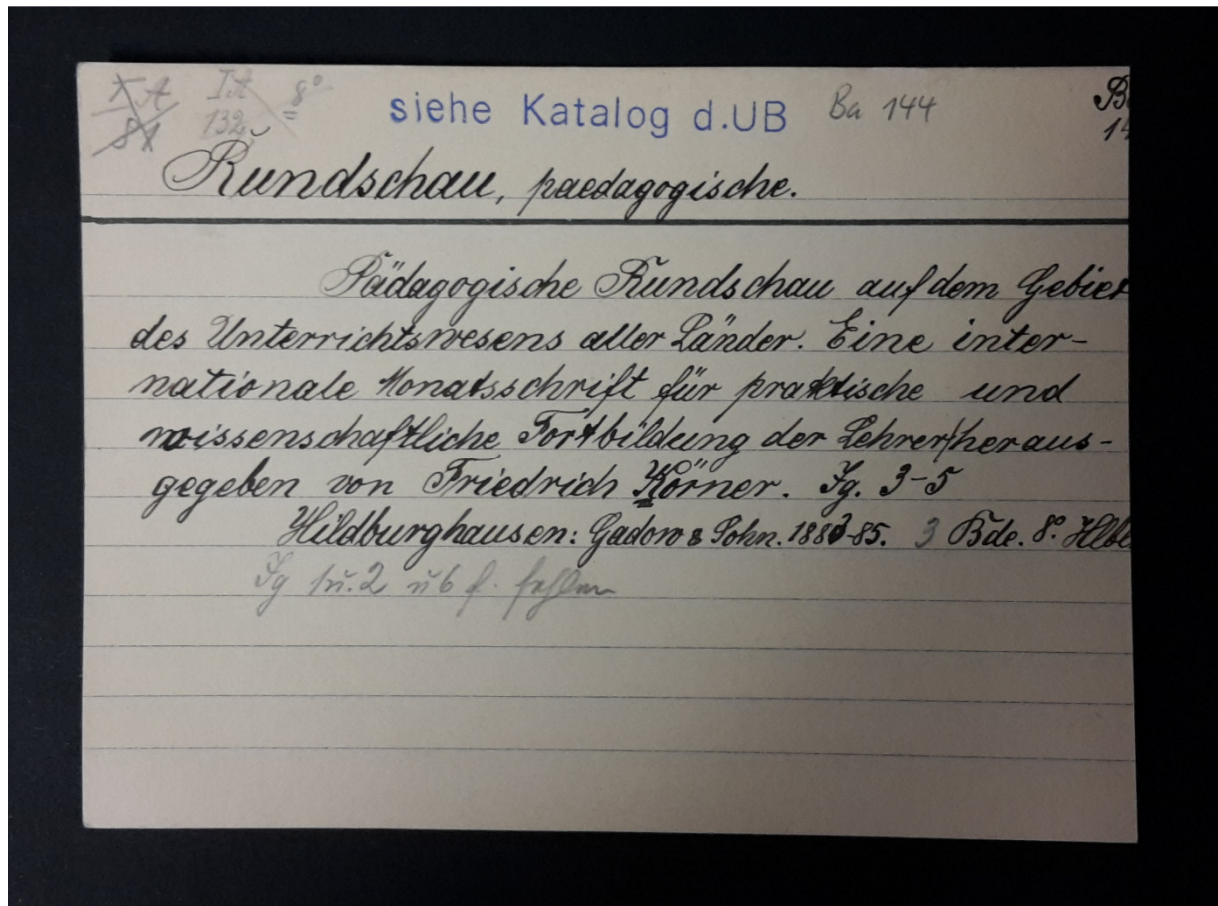 I A 8°
132,
siehe Katalog d.UB Ba 144
Rundschau, paedagogische.
Pädagogische Rundschau auf dem Gebiet
des Unterrichtswesens aller Länder. Eine inter-
nationale Monatsschrift für praktische und
wissenschaftliche Fortbildung der Lehrer/heraus-
gegeben von Friedrich Körner. Jg. 3-5
Hildburghausen: Gadow & Sohn. 1883-85. 3 Bde. 8°.
Jg 1 u. 2 u 6 f. fehlen